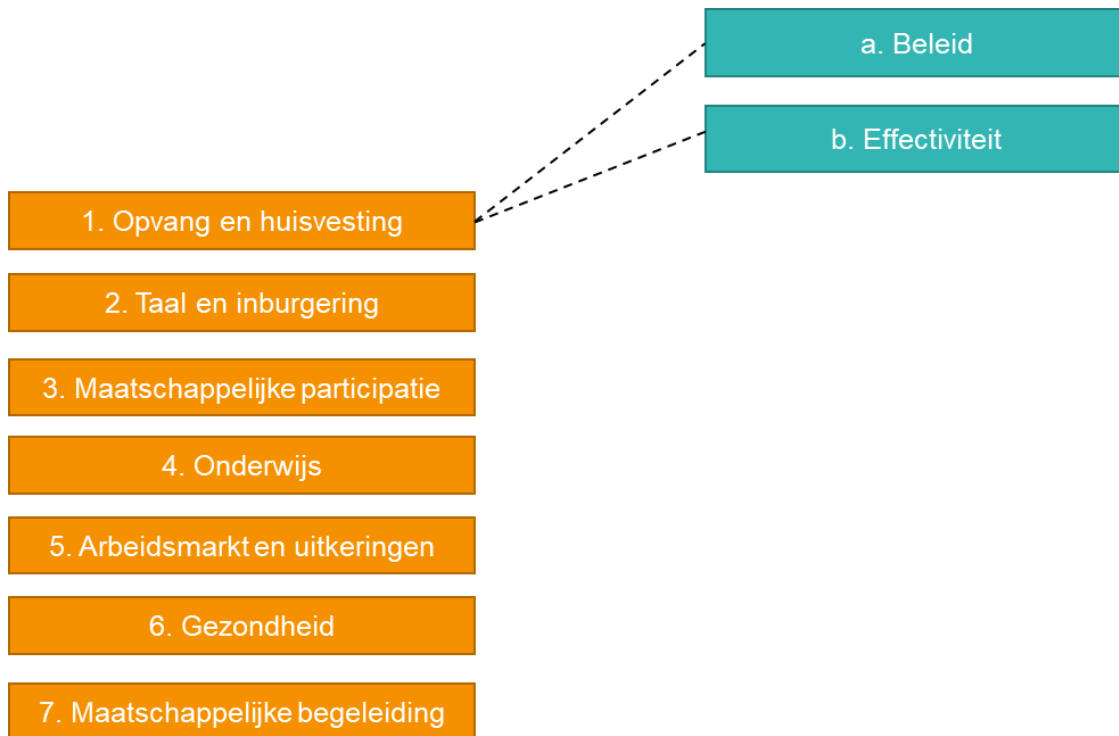 a. Beleid
b. Effectiviteit
1. Opvang en huisvesting
2. Taal en inburgering
3. Maatschappelijke participatie
4. Onderwijs
5. Arbeidsmarkt en uitkeringen
6. Gezondheid
7. Maatschappelijke begeleiding